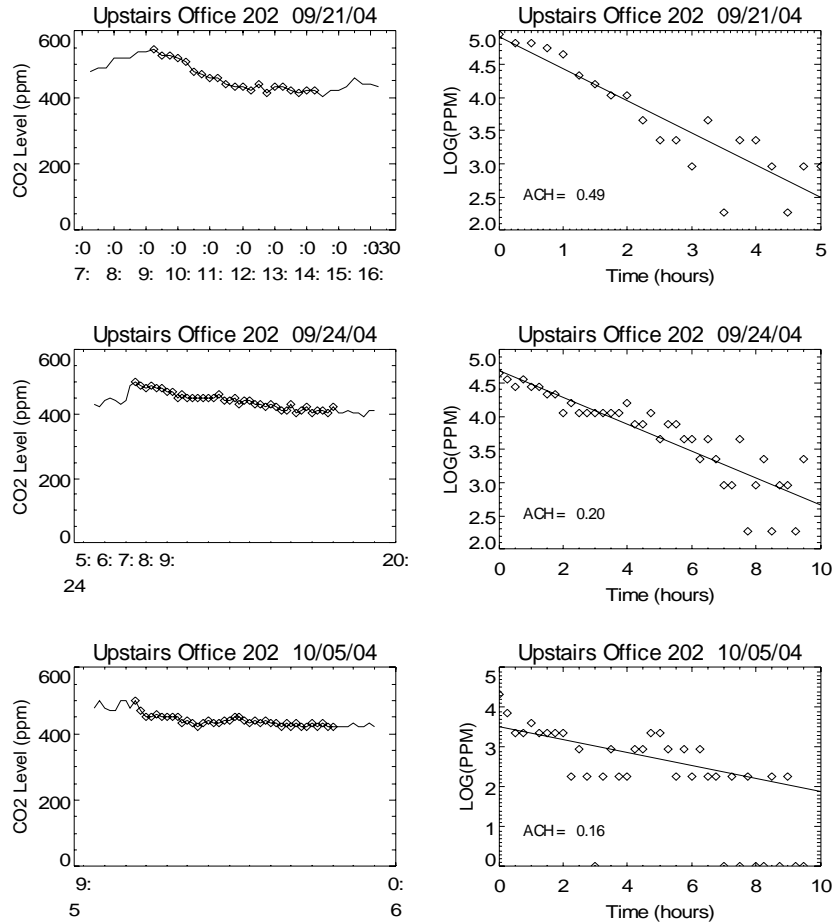 Upstairs Office 202 09/21/04
CO2 Level (ppm)
600
400
200
0
:0 :0 :0 :0 :0 :0 :0 :0 :0 :030
7: 8: 9: 10: 11: 12: 13: 14: 15: 16:
Upstairs Office 202 09/21/04
LOG(PPM)
5.0
4.5
4.0
3.5
3.0
2.5
2.0
ACH = 0.49
0 1 2 3 4 5
Time (hours)
Upstairs Office 202 09/24/04
CO2 Level (ppm)
600
400
200
0
5: 6: 7: 8: 9: 20:
24
Upstairs Office 202 09/24/04
LOG(PPM)
5.0
4.5
4.0
3.5
3.0
2.5
2.0
ACH = 0.20
0 2 4 6 8 10
Time (hours)
Upstairs Office 202 10/05/04
CO2 Level (ppm)
600
400
200
0
9: 0:
5 6
Upstairs Office 202 10/05/04
LOG(PPM)
5
4
3
2
1
0
ACH = 0.16
0 2 4 6 8 10
Time (hours)